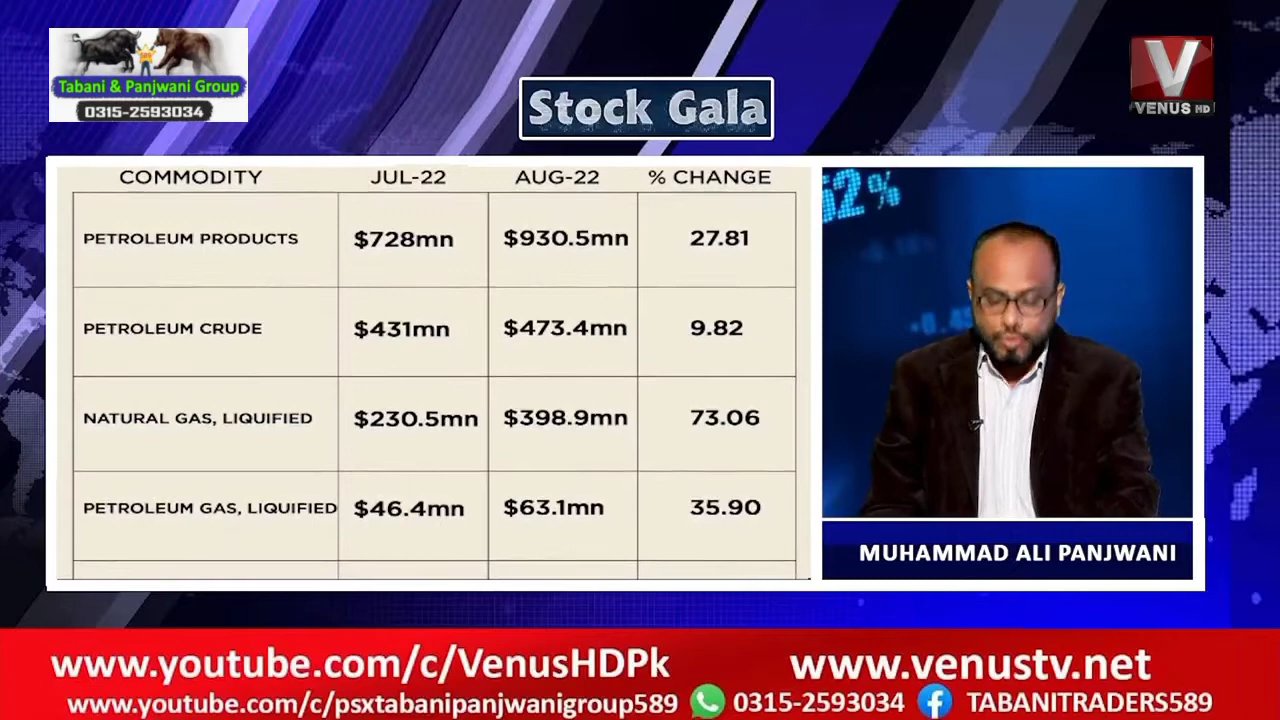 Tabani & Panjwani Group
0315-2593034
Stock Gala
V
VENUS HD
COMMODITY JUL-22 AUG-22 % CHANGE
PETROLEUM PRODUCTS $728mn $930.5mn 27.81
PETROLEUM CRUDE $431mn $473.4mn 9.82
NATURAL GAS, LIQUIFIED $230.5mn $398.9mn 73.06
PETROLEUM GAS, LIQUIFIED $46.4mn $63.1mn 35.90
52%
MUHAMMAD ALI PANJWANI
www.youtube.com/c/VenusHDPk www.venustv.net
www.youtube.com/c/psxtabanipanjwanigroup589 0315-2593034 TABANITRADERS589